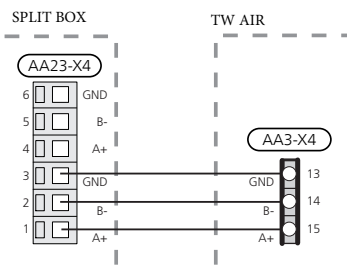 SPLIT BOX
TW AIR
AA23-X4
6 GND
5 B-
4 A+
3 GND
2 B-
1 A+
AA3-X4
GND 13
B- 14
A+ 15